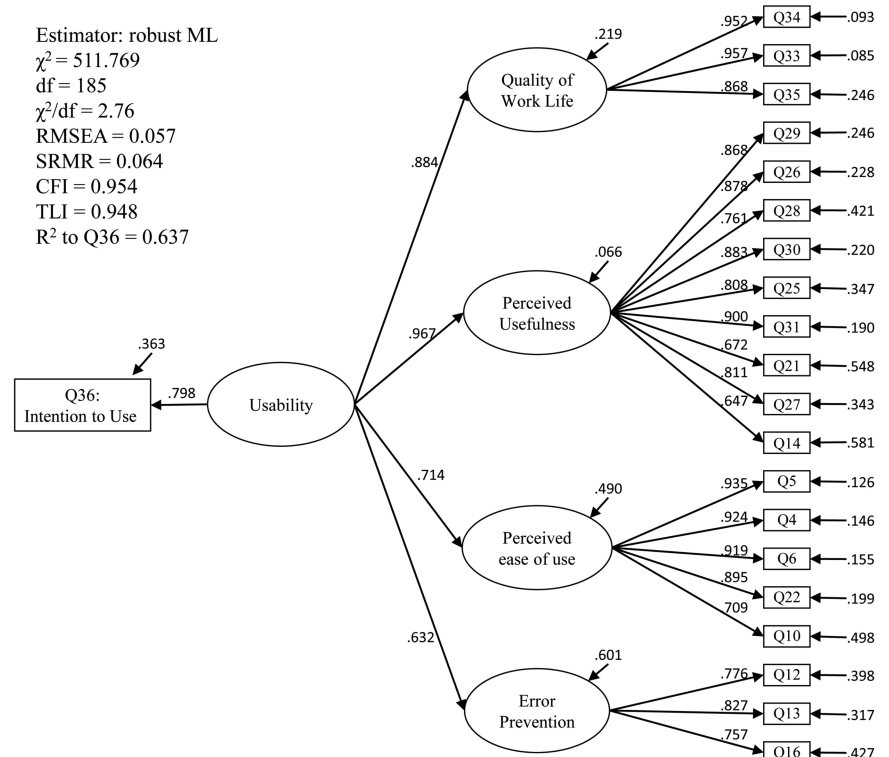 Estimator: robust ML
χ² = 511.769
df = 185
χ²/df = 2.76
RMSEA = 0.057
SRMR = 0.064
CFI = 0.954
TLI = 0.948
R² to Q36 = 0.637
.363
Q36:
Intention to Use
.798
Usability
.884
.967
.714
.632
.219
Quality of
Work Life
.952
Q34
.093
.957
Q33
.085
.868
Q35
.246
.066
Perceived
Usefulness
.868
Q29
.246
.878
Q26
.228
.761
Q28
.421
.883
Q30
.220
.808
Q25
.347
.900
Q31
.190
.672
Q21
.548
.811
Q27
.343
.647
Q14
.581
.490
Perceived
ease of use
.935
Q5
.126
.924
Q4
.146
.919
Q6
.155
.895
Q22
.199
.709
Q10
.498
.601
Error
Prevention
.776
Q12
.398
.827
Q13
.317
.757
Q16
.427